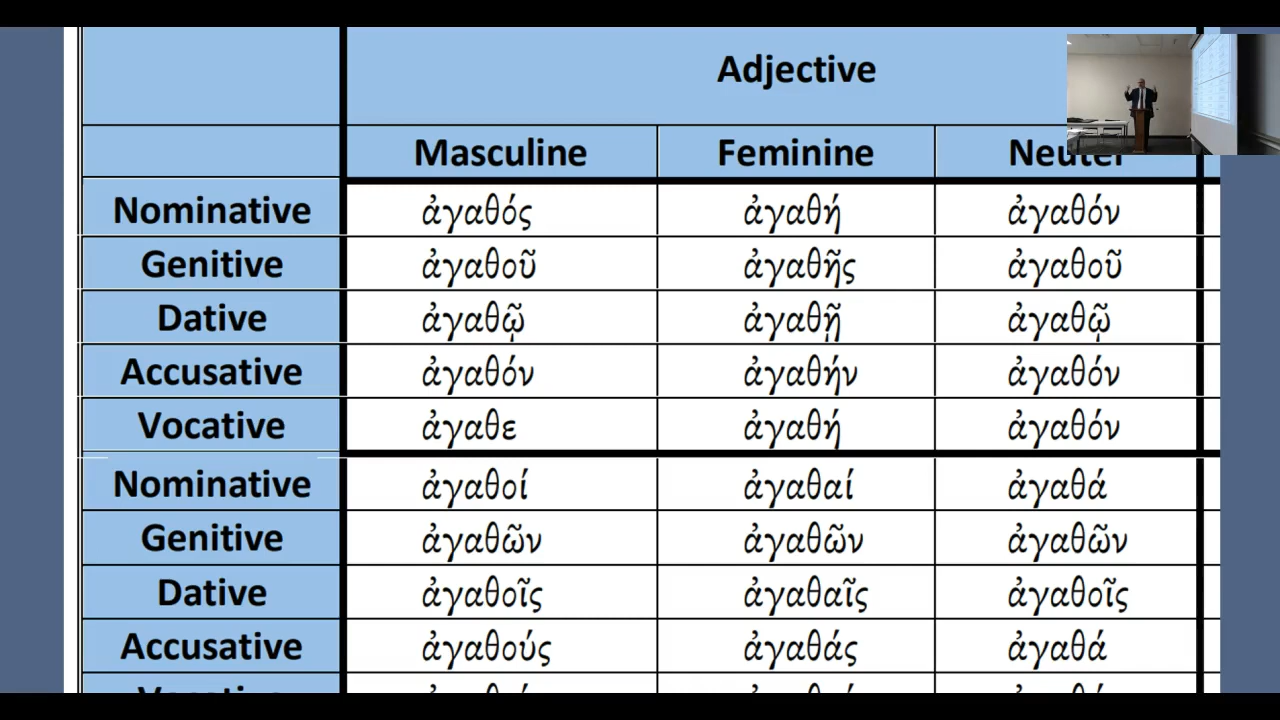 Adjective
Masculine Feminine Neuter
Nominative ἀγαθός ἀγαθή ἀγαθόν
Genitive ἀγαθοῦ ἀγαθῆς ἀγαθοῦ
Dative ἀγαθῷ ἀγαθῇ ἀγαθῷ
Accusative ἀγαθόν ἀγαθήν ἀγαθόν
Vocative ἀγαθε ἀγαθή ἀγαθόν
Nominative ἀγαθοί ἀγαθαί ἀγαθά
Genitive ἀγαθῶν ἀγαθῶν ἀγαθῶν
Dative ἀγαθοῖς ἀγαθαῖς ἀγαθοῖς
Accusative ἀγαθούς ἀγαθάς ἀγαθά